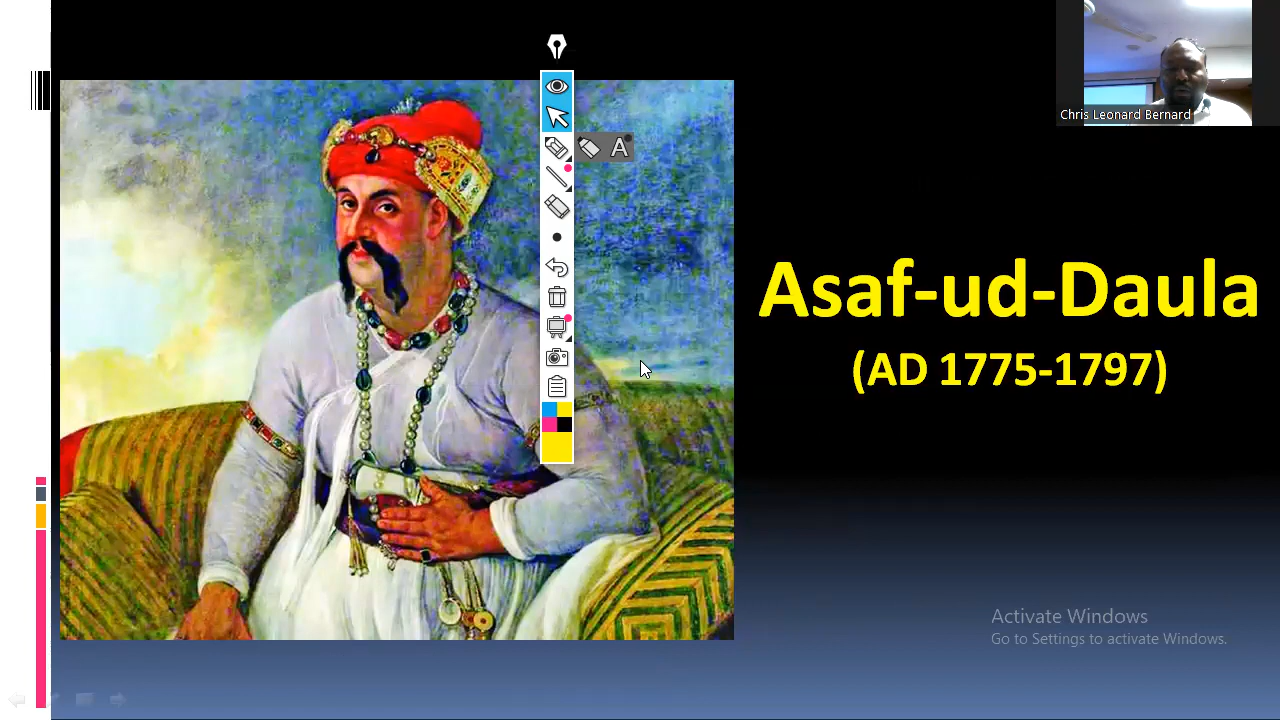 Chris Leonard Bernard
A
Asaf-ud-Daula
(AD 1775-1797)
Activate Windows
Go to Settings to activate Windows.